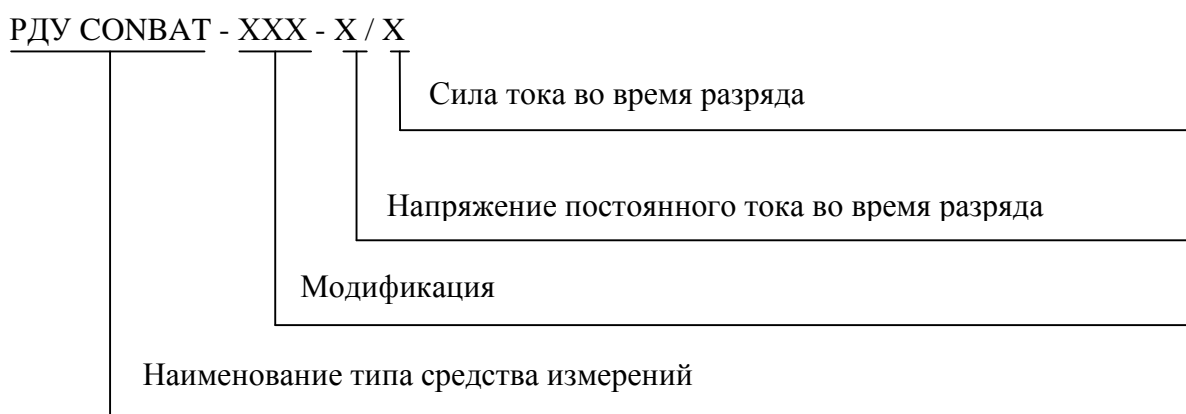 РДУ CONBAT - XXX - X / X
Сила тока во время разряда
Напряжение постоянного тока во время разряда
Модификация
Наименование типа средства измерений